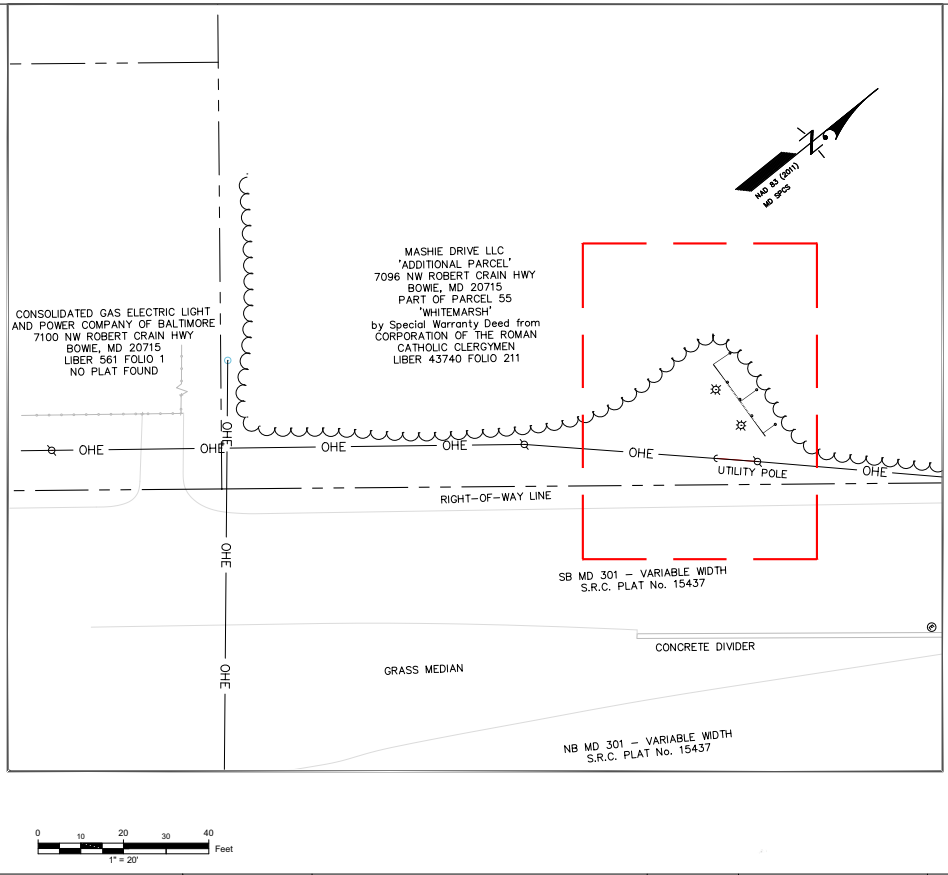 NAD 83 (2011)
MD SPCS
MASHIE DRIVE LLC
'ADDITIONAL PARCEL'
7096 NW ROBERT CRAIN HWY
BOWIE, MD 20715
PART OF PARCEL 55
'WHITEMARSH'
by Special Warranty Deed from
CORPORATION OF THE ROMAN
CATHOLIC CLERGYMEN
LIBER 43740 FOLIO 211
CONSOLIDATED GAS ELECTRIC LIGHT
AND POWER COMPANY OF BALTIMORE
7100 NW ROBERT CRAIN HWY
BOWIE, MD 20715
LIBER 561 FOLIO 1
NO PLAT FOUND
OHE
OHE
OHE
OHE
OHE
OHE
OHE
UTILITY POLE
RIGHT-OF-WAY LINE
OHE
SB MD 301 – VARIABLE WIDTH
S.R.C. PLAT No. 15437
CONCRETE DIVIDER
GRASS MEDIAN
OHE
NB MD 301 – VARIABLE WIDTH
S.R.C. PLAT No. 15437
0 10 20 30 40
Feet
1" = 20'